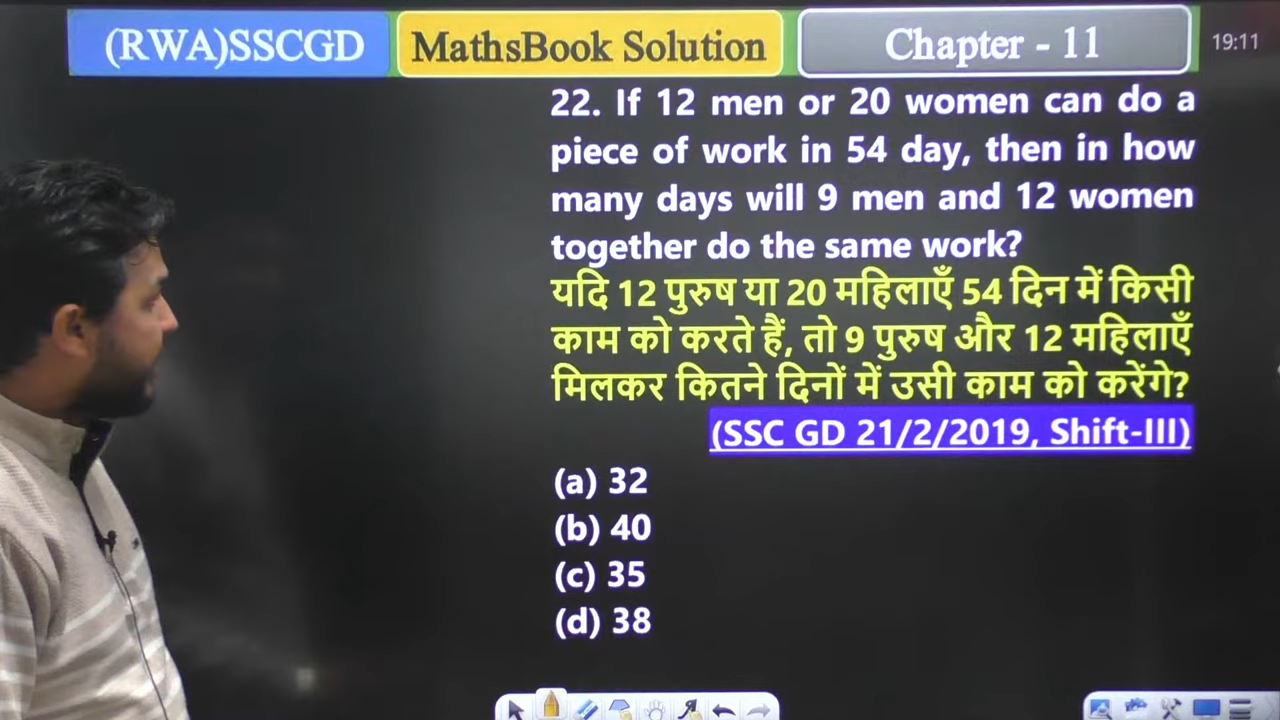 (RWA)SSCGD MathsBook Solution Chapter - 11 19:11
22. If 12 men or 20 women can do a
piece of work in 54 day, then in how
many days will 9 men and 12 women
together do the same work?
यदि 12 पुरुष या 20 महिलाएँ 54 दिन में किसी
काम को करते हैं, तो 9 पुरुष और 12 महिलाएँ
मिलकर कितने दिनों में उसी काम को करेंगे?
(SSC GD 21/2/2019, Shift-III)
(a) 32
(b) 40
(c) 35
(d) 38